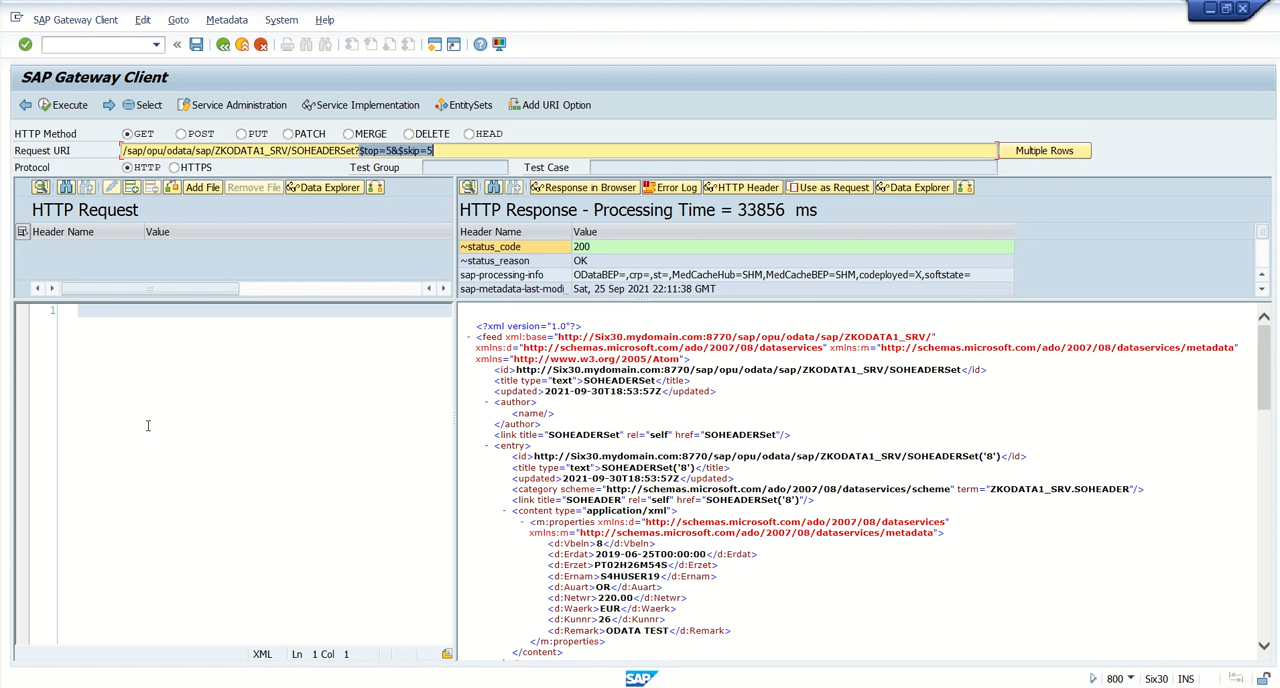 SAP Gateway Client Edit Goto Metadata System Help
SAP Gateway Client
Execute Select Service Administration Service Implementation EntitySets Add URI Option
HTTP Method GET POST PUT PATCH MERGE DELETE HEAD
Request URI /sap/opu/odata/sap/ZKODATA1_SRV/SOHEADERSet?$top=5&$skip=5 Multiple Rows
Protocol HTTP HTTPS Test Group Test Case
Add File Remove File Data Explorer Response in Browser Error Log HTTP Header Use as Request Data Explorer
HTTP Request HTTP Response - Processing Time = 33856 ms
Header Name Value Header Name Value
~status_code 200
~status_reason OK
sap-processing-info ODataBEP=,crp=,st=,MedCacheHub=SHM,MedCacheBEP=SHM,codeployed=X,softstate=
sap-metadata-last-modi_ Sat, 25 Sep 2021 22:11:38 GMT
1
<?xml version="1.0"?>
- <feed xml:base="http://Six30.mydomain.com:8770/sap/opu/odata/sap/ZKODATA1_SRV/"
xmlns:d="http://schemas.microsoft.com/ado/2007/08/dataservices" xmlns:m="http://schemas.microsoft.com/ado/2007/08/dataservices/metadata"
xmlns="http://www.w3.org/2005/Atom">
<id>http://Six30.mydomain.com:8770/sap/opu/odata/sap/ZKODATA1_SRV/SOHEADERSet</id>
<title type="text">SOHEADERSet</title>
<updated>2021-09-30T18:53:57Z</updated>
- <author>
<name/>
</author>
<link title="SOHEADERSet" rel="self" href="SOHEADERSet"/>
- <entry>
<id>http://Six30.mydomain.com:8770/sap/opu/odata/sap/ZKODATA1_SRV/SOHEADERSet('8')</id>
<title type="text">SOHEADERSet('8')</title>
<updated>2021-09-30T18:53:57Z</updated>
<category scheme="http://schemas.microsoft.com/ado/2007/08/dataservices/scheme" term="ZKODATA1_SRV.SOHEADER"/>
<link title="SOHEADER" rel="self" href="SOHEADERSet('8')"/>
- <content type="application/xml">
- <m:properties xmlns:d="http://schemas.microsoft.com/ado/2007/08/dataservices"
xmlns:m="http://schemas.microsoft.com/ado/2007/08/dataservices/metadata">
<d:Vbeln>8</d:Vbeln>
<d:Erdat>2019-06-25T00:00:00</d:Erdat>
<d:Erzet>PT02H26M54S</d:Erzet>
<d:Ernam>S4HUSER19</d:Ernam>
<d:Auart>OR</d:Auart>
<d:Netwr>220.00</d:Netwr>
<d:Waerk>EUR</d:Waerk>
<d:Kunnr>26</d:Kunnr>
<d:Remark>ODATA TEST</d:Remark>
</m:properties>
</content>
XML Ln 1 Col 1
SAP 800 Six30 INS